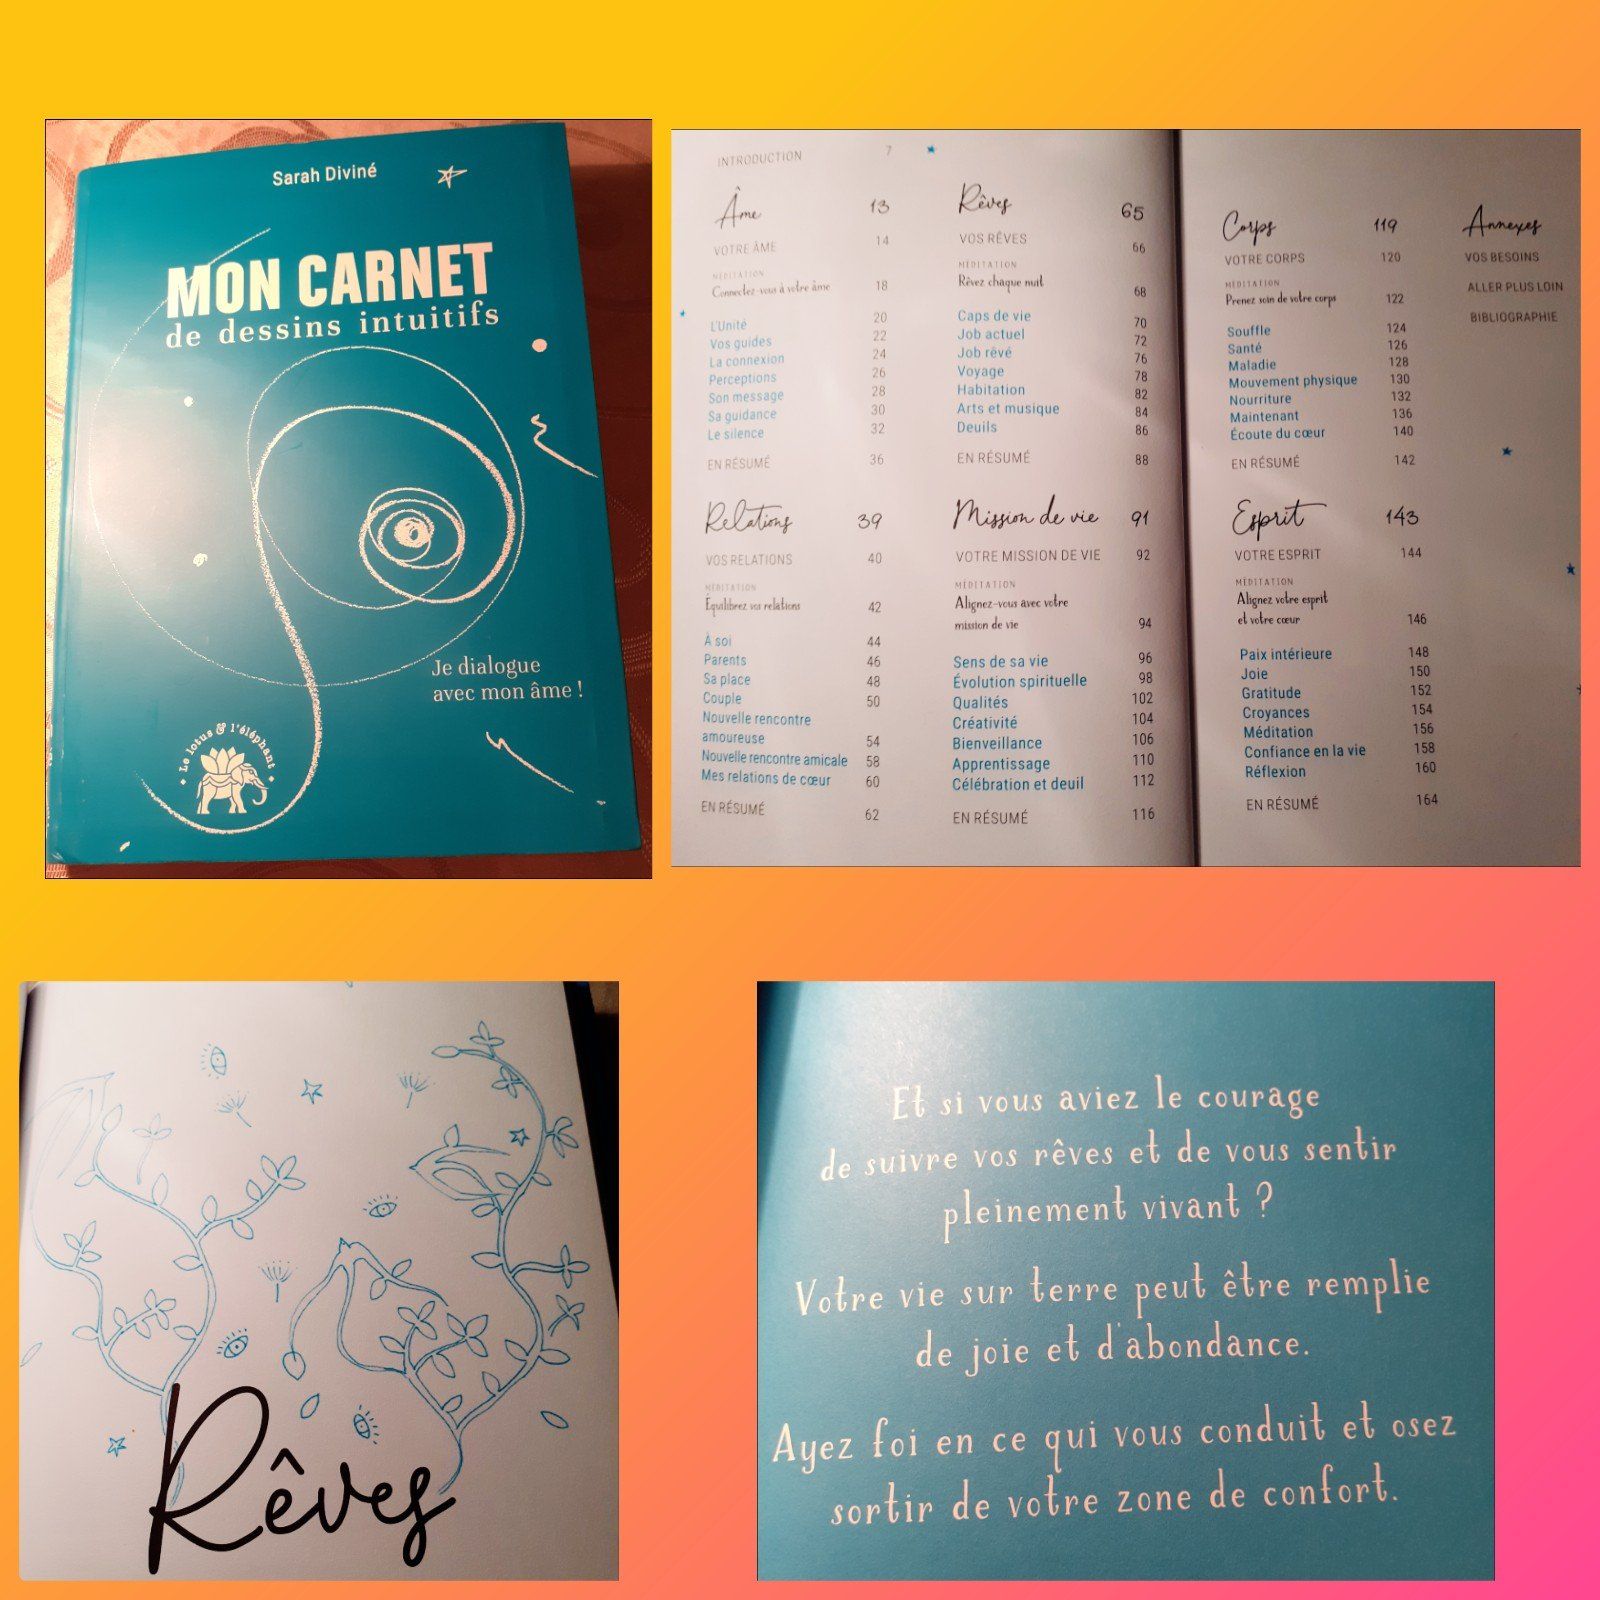 Sarah Diviné
MON CARNET
de dessins intuitifs
Je dialogue
avec mon âme !
Le lotus & l'éléphant
INTRODUCTION 7
Âme 13
VOTRE ÂME 14
MÉDITATION
Connectez-vous à votre âme 18
L'Unité 20
Vos guides 22
La connexion 24
Perceptions 26
Son message 28
Sa guidance 30
Le silence 32
EN RÉSUMÉ 36
Relations 39
VOS RELATIONS 40
MÉDITATION
Équilibrez vos relations 42
À soi 44
Parents 46
Sa place 48
Couple 50
Nouvelle rencontre
amoureuse 54
Nouvelle rencontre amicale 58
Mes relations de cœur 60
EN RÉSUMÉ 62
Rêves 65
VOS RÊVES 66
MÉDITATION
Rêvez chaque nuit 68
Caps de vie 70
Job actuel 72
Job rêvé 76
Voyage 78
Habitation 82
Arts et musique 84
Deuils 86
EN RÉSUMÉ 88
Mission de vie 91
VOTRE MISSION DE VIE 92
MÉDITATION
Alignez-vous avec votre
mission de vie 94
Sens de sa vie 96
Évolution spirituelle 98
Qualités 102
Créativité 104
Bienveillance 106
Apprentissage 110
Célébration et deuil 112
EN RÉSUMÉ 116
Corps 119
VOTRE CORPS 120
MÉDITATION
Prenez soin de votre corps 122
Souffle 124
Santé 126
Maladie 128
Mouvement physique 130
Nourriture 132
Maintenant 136
Écoute du cœur 140
EN RÉSUMÉ 142
Esprit 143
VOTRE ESPRIT 144
MÉDITATION
Alignez votre esprit
et votre cœur 146
Paix intérieure 148
Joie 150
Gratitude 152
Croyances 154
Méditation 156
Confiance en la vie 158
Réflexion 160
EN RÉSUMÉ 164
Annexes
VOS BESOINS
ALLER PLUS LOIN
BIBLIOGRAPHIE
Rêves
Et si vous aviez le courage
de suivre vos rêves et de vous sentir
pleinement vivant ?
Votre vie sur terre peut être remplie
de joie et d'abondance.
Ayez foi en ce qui vous conduit et osez
sortir de votre zone de confort.